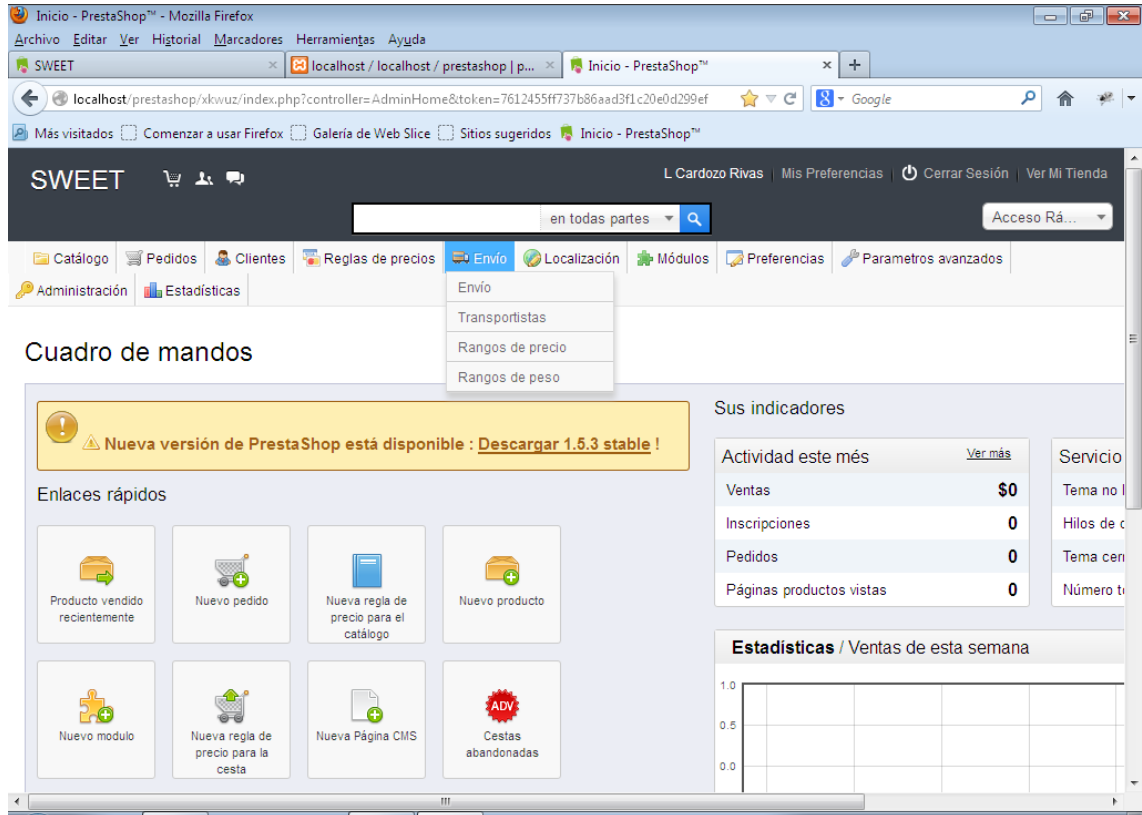 Inicio - PrestaShop™ - Mozilla Firefox
Archivo Editar Ver Historial Marcadores Herramientas Ayuda
SWEET
localhost / localhost / prestashop | p...
Inicio - PrestaShop™
localhost/prestashop/xkwuz/index.php?controller=AdminHome&token=7612455ff737b86aad3f1c20e0d299ef
Google
Más visitados Comenzar a usar Firefox Galería de Web Slice Sitios sugeridos Inicio - PrestaShop™
SWEET
L Cardozo Rivas Mis Preferencias Cerrar Sesión Ver Mi Tienda
en todas partes
Acceso Rá...
Catálogo Pedidos Clientes Reglas de precios Envío Localización Módulos Preferencias Parametros avanzados
Administración Estadísticas
Envío
Transportistas
Rangos de precio
Rangos de peso
Cuadro de mandos
Nueva versión de PrestaShop está disponible : Descargar 1.5.3 stable !
Enlaces rápidos
Producto vendido
recientemente
Nuevo pedido
Nueva regla de
precio para el
catálogo
Nuevo producto
Nuevo modulo
Nueva regla de
precio para la
cesta
Nueva Página CMS
ADV
Cestas
abandonadas
Sus indicadores
Actividad este més Ver más
Ventas $0
Inscripciones 0
Pedidos 0
Páginas productos vistas 0
Servicio
Tema no
Hilos de
Tema
Número
Estadísticas / Ventas de esta semana
1.0
0.5
0.0